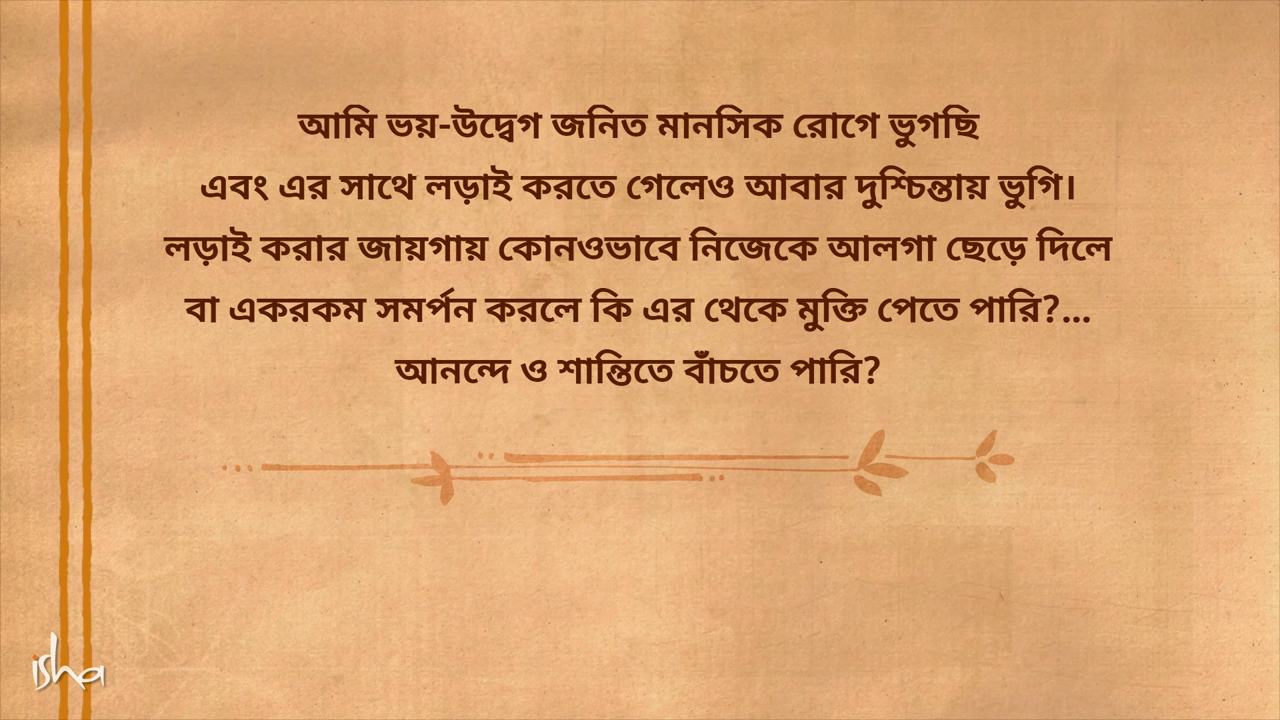 আমি ভয়-উদ্বেগ জনিত মানসিক রোগে ভুগছি
এবং এর সাথে লড়াই করতে গেলেও আবার দুশ্চিন্তায় ভুগি।
লড়াই করার জায়গায় কোনওভাবে নিজেকে আলগা ছেড়ে দিলে
বা একরকম সমর্পন করলে কি এর থেকে মুক্তি পেতে পারি?...
আনন্দে ও শান্তিতে বাঁচতে পারি?
isha